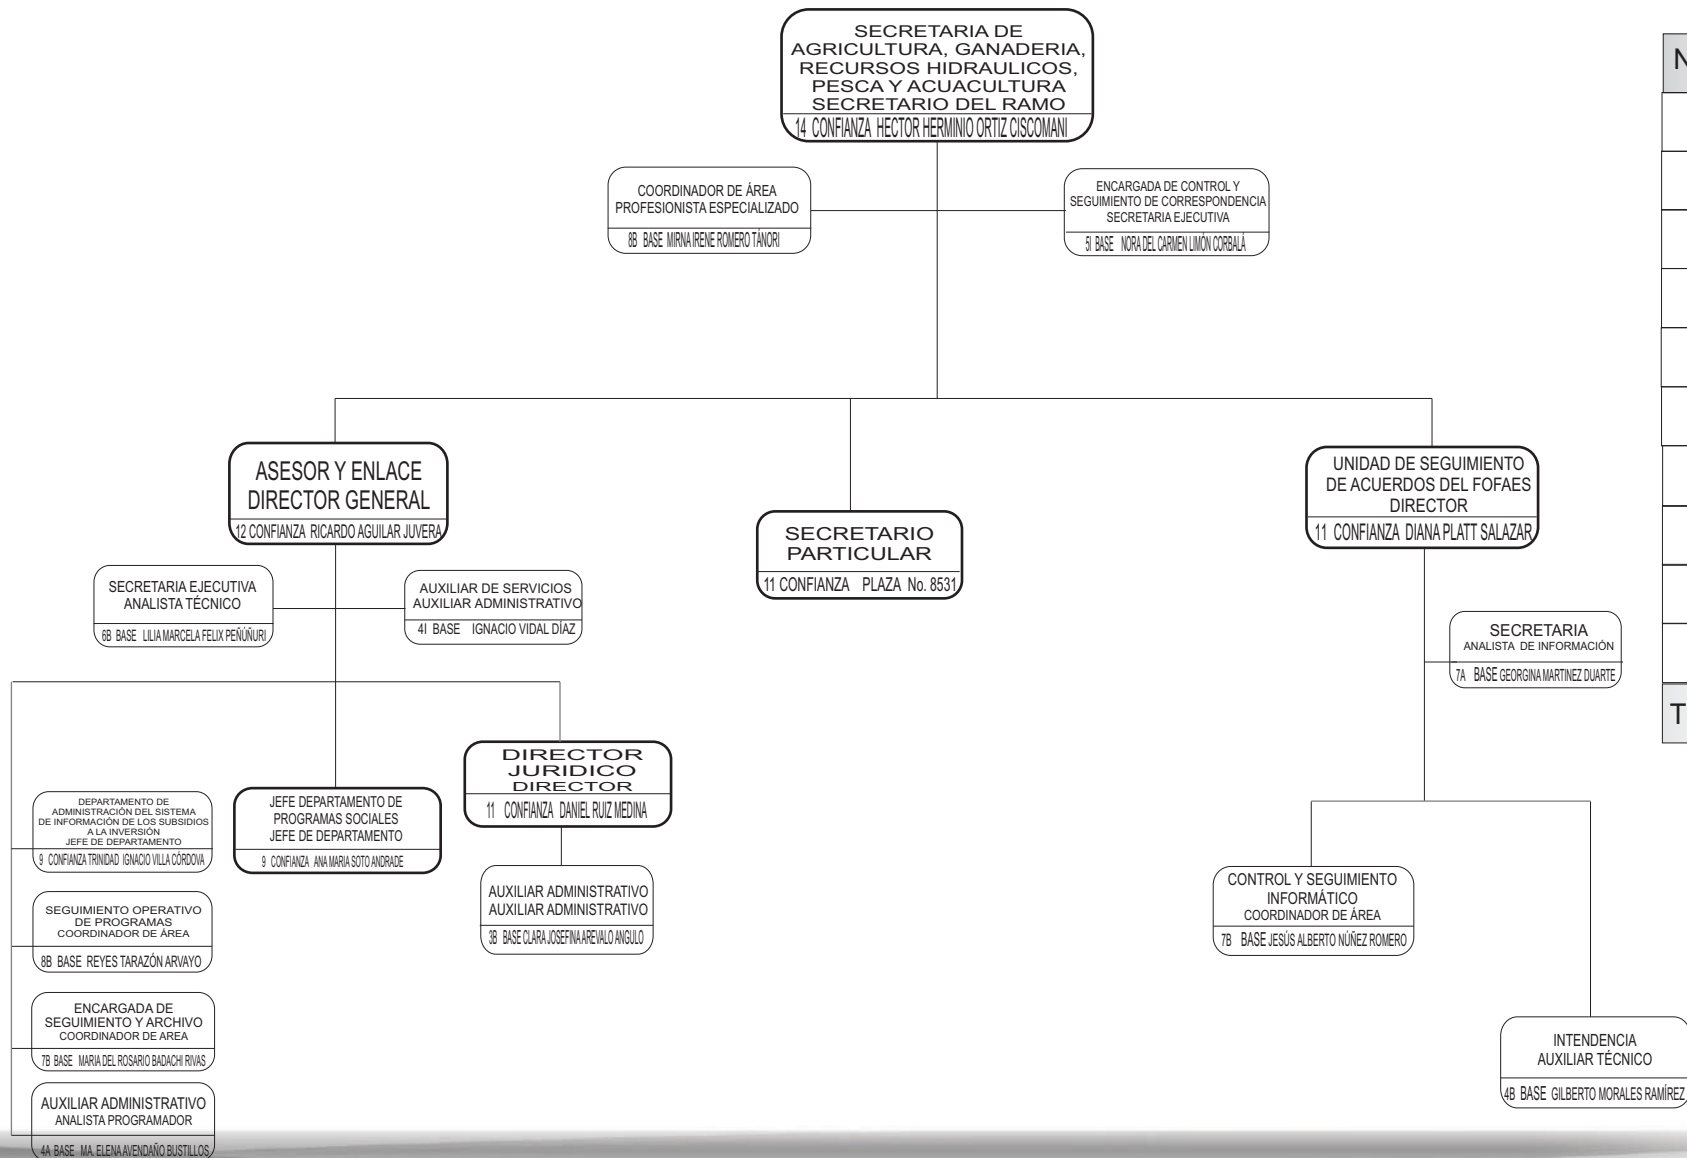 SECRETARIA DE
AGRICULTURA, GANADERIA,
RECURSOS HIDRAULICOS,
PESCA Y ACUACULTURA
SECRETARIO DEL RAMO
14 CONFIANZA HECTOR HERMINIO ORTIZ CISCOMANI
COORDINADOR DE ÁREA
PROFESIONISTA ESPECIALIZADO
8B BASE MIRNA IRENE ROMERO TÁNORI
ENCARGADA DE CONTROL Y
SEGUIMIENTO DE CORRESPONDENCIA
SECRETARIA EJECUTIVA
5I BASE NORA DEL CARMEN LIMÓN CORBALÁ
ASESOR Y ENLACE
DIRECTOR GENERAL
12 CONFIANZA RICARDO AGUILAR JUVERA
SECRETARIO
PARTICULAR
11 CONFIANZA PLAZA No. 8531
UNIDAD DE SEGUIMIENTO
DE ACUERDOS DEL FOFAES
DIRECTOR
11 CONFIANZA DIANA PLATT SALAZAR
SECRETARIA EJECUTIVA
ANALISTA TÉCNICO
6B BASE LILIA MARCELA FELIX PEÑÚÑURI
AUXILIAR DE SERVICIOS
AUXILIAR ADMINISTRATIVO
4I BASE IGNACIO VIDAL DÍAZ
SECRETARIA
ANALISTA DE INFORMACIÓN
7A BASE GEORGINA MARTINEZ DUARTE
DIRECTOR
JURIDICO
DIRECTOR
11 CONFIANZA DANIEL RUIZ MEDINA
DEPARTAMENTO DE
ADMINISTRACIÓN DEL SISTEMA
DE INFORMACIÓN DE LOS SUBSIDIOS
A LA INVERSIÓN
JEFE DE DEPARTAMENTO
9 CONFIANZA TRINIDAD IGNACIO VILLA CÓRDOVA
JEFE DEPARTAMENTO DE
PROGRAMAS SOCIALES
JEFE DE DEPARTAMENTO
9 CONFIANZA ANA MARIA SOTO ANDRADE
AUXILIAR ADMINISTRATIVO
AUXILIAR ADMINISTRATIVO
3B BASE CLARA JOSEFINA AREVALO ANGULO
CONTROL Y SEGUIMIENTO
INFORMÁTICO
COORDINADOR DE ÁREA
7B BASE JESÚS ALBERTO NÚÑEZ ROMERO
SEGUIMIENTO OPERATIVO
DE PROGRAMAS
COORDINADOR DE ÁREA
8B BASE REYES TARAZÓN ARVAYO
ENCARGADA DE
SEGUIMIENTO Y ARCHIVO
COORDINADOR DE AREA
7B BASE MARIA DEL ROSARIO BADACHI RIVAS
INTENDENCIA
AUXILIAR TÉCNICO
4B BASE GILBERTO MORALES RAMÍREZ
AUXILIAR ADMINISTRATIVO
ANALISTA PROGRAMADOR
4A BASE MA. ELENA AVENDAÑO BUSTILLOS
N
T